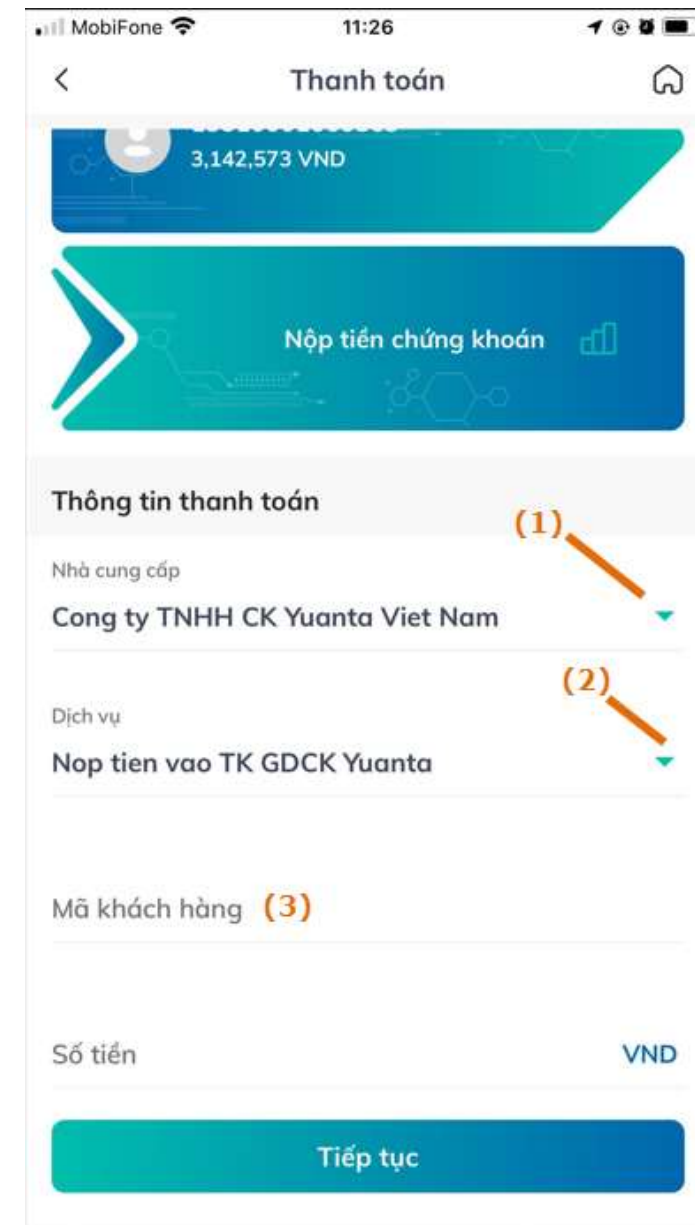 MobiFone 11:26
Thanh toán
3,142,573 VND
Nộp tiền chứng khoán
Thông tin thanh toán
(1)
Nhà cung cấp
Cong ty TNHH CK Yuanta Viet Nam
(2)
Dịch vụ
Nop tien vao TK GDCK Yuanta
Mã khách hàng (3)
Số tiền VND
Tiếp tục